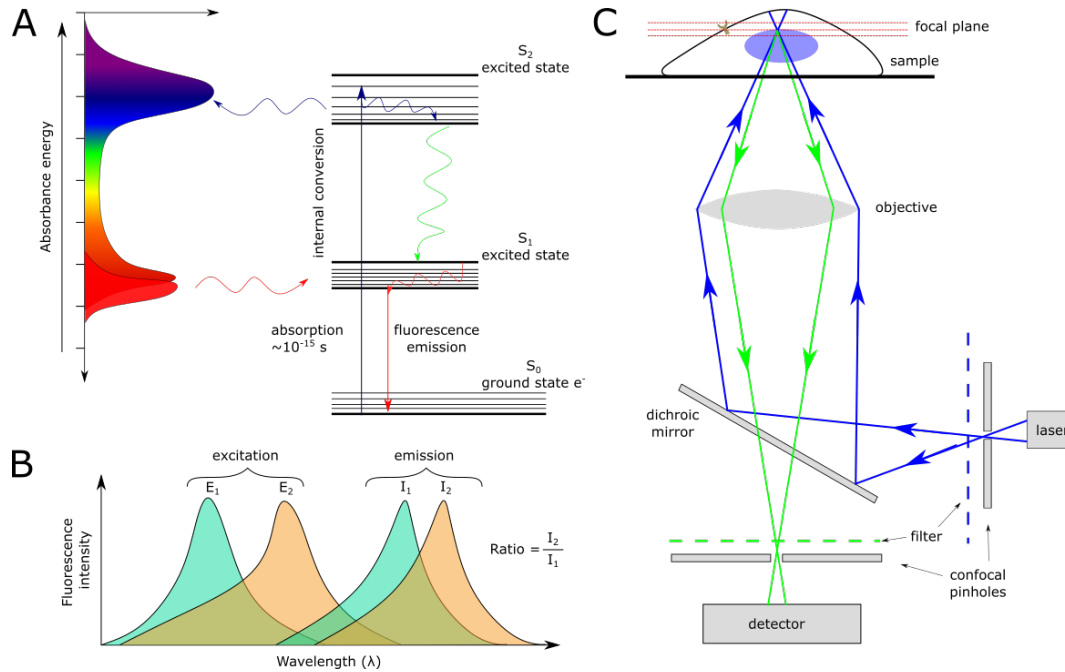 A
Absorbance energy
S2
excited state
internal conversion
S1
excited state
absorption
~10-15 s
fluorescence
emission
S0
ground state e-
B
excitation
emission
E1
E2
I1
I2
Ratio = I2
I1
Fluorescence
intensity
Wavelength (λ)
C
focal plane
sample
objective
dichroic
mirror
laser
filter
confocal
pinholes
detector